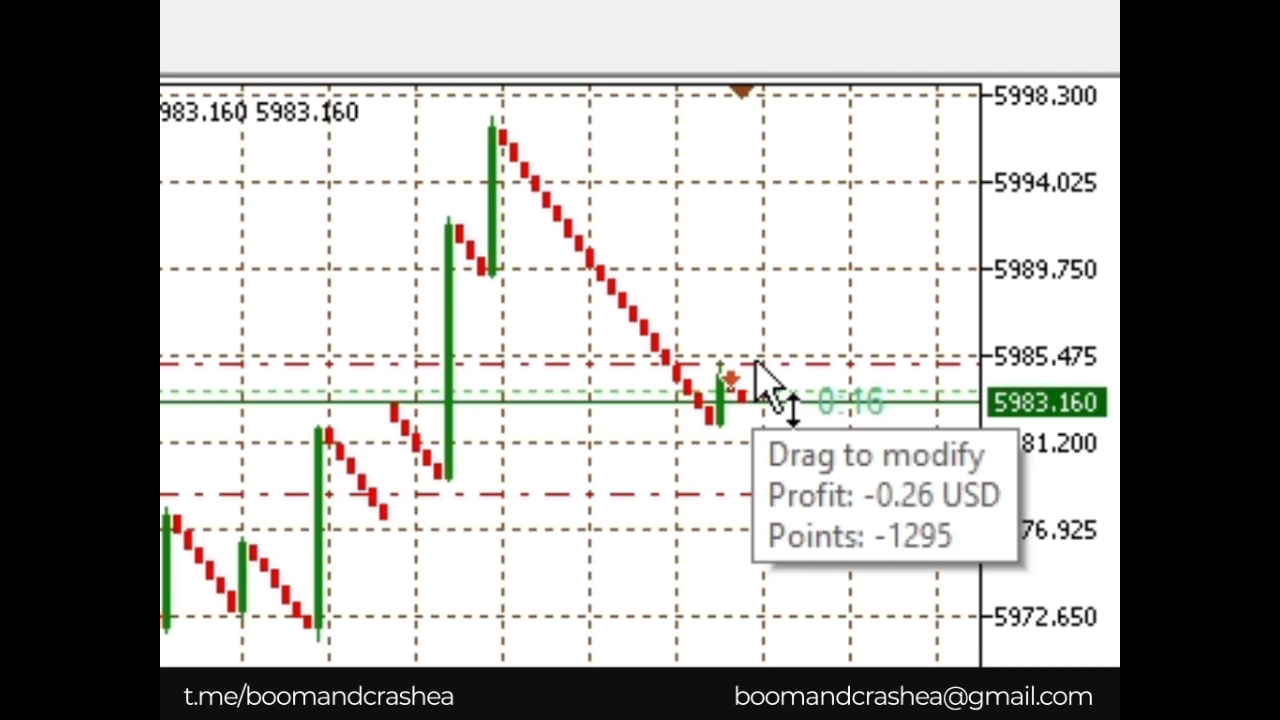 983.160 5983.160
5998.300
5994.025
5989.750
5985.475
0:16
5983.160
81.200
Drag to modify
Profit: -0.26 USD
Points: -1295
76.925
5972.650
t.me/boomandcrashea
boomandcrashea@gmail.com